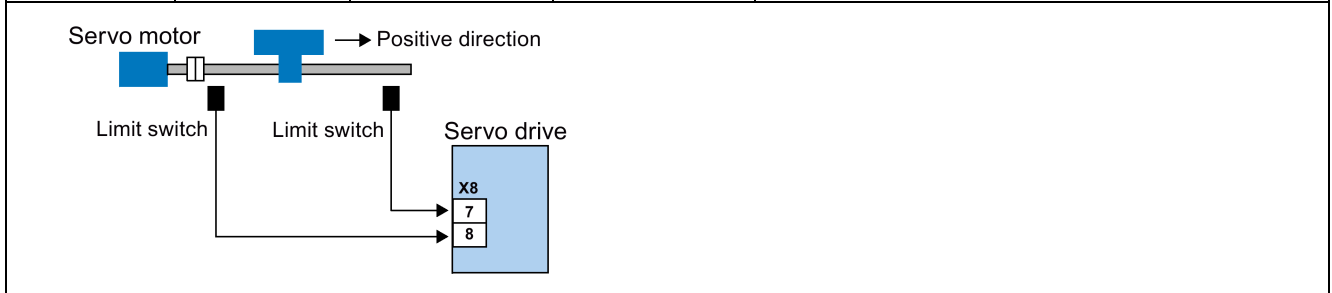 Servo motor
Positive direction
Limit switch
Limit switch
Servo drive
X8
7
8